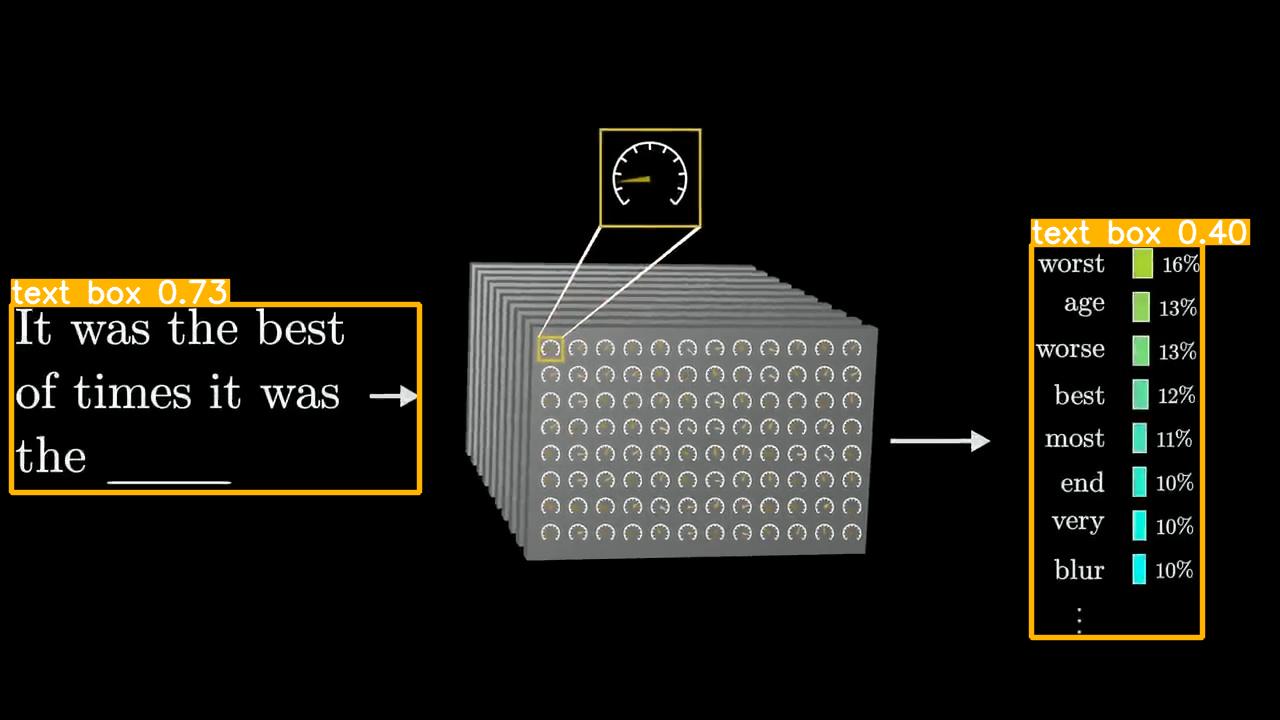 text box 0.73
It was the best
of times it was
the ______
text box 0.40
worst 16%
age 13%
worse 13%
best 12%
most 11%
end 10%
very 10%
blur 10%
⋮